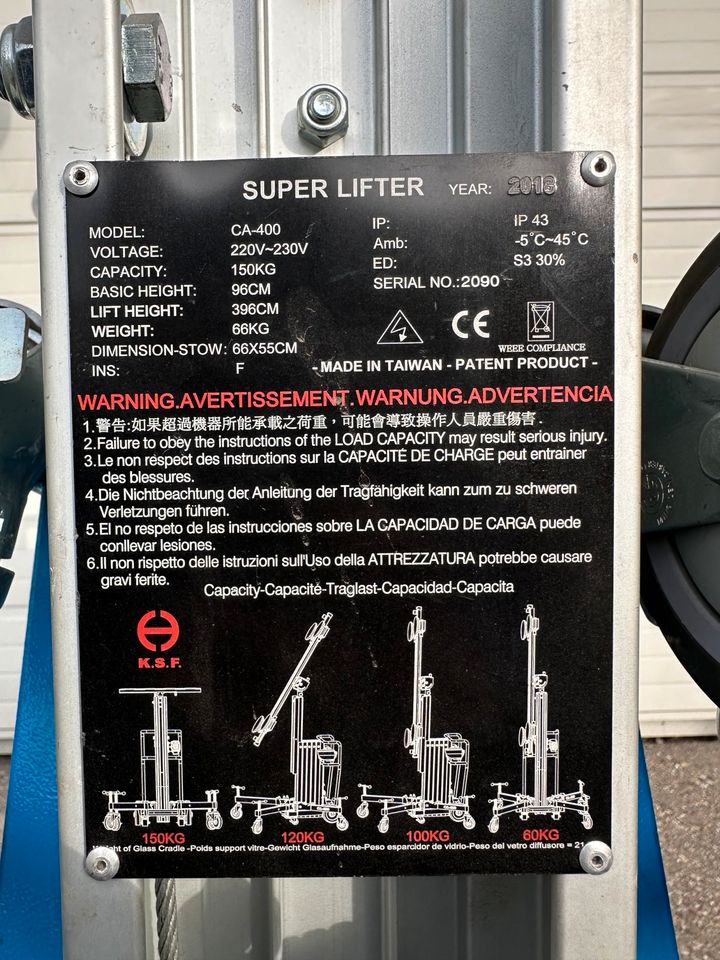 SUPER LIFTER YEAR: 2018
MODEL: CA-400 IP: IP 43
VOLTAGE: 220V~230V Amb: -5°C~45°C
CAPACITY: 150KG ED: S3 30%
BASIC HEIGHT: 96CM SERIAL NO.:2090
LIFT HEIGHT: 396CM
WEIGHT: 66KG CE
DIMENSION-STOW: 66X55CM WEEE COMPLIANCE
INS: F - MADE IN TAIWAN - PATENT PRODUCT -
WARNING.AVERTISSEMENT.WARNUNG.ADVERTENCIA
1.警告:如果超過機器所能承載之荷重,可能會導致操作人員嚴重傷害.
2.Failure to obey the instructions of the LOAD CAPACITY may result serious injury.
3.Le non respect des instructions sur la CAPACITÉ DE CHARGE peut entrainer
des blessures.
4.Die Nichtbeachtung der Anleitung der Tragfähigkeit kann zum zu schweren
Verletzungen führen.
5.El no respeto de las instrucciones sobre LA CAPACIDAD DE CARGA puede
conllevar lesiones.
6.Il non rispetto delle istruzioni sull'Uso della ATTREZZATURA potrebbe causare
gravi ferite.
Capacity-Capacité-Traglast-Capacidad-Capacita
K.S.F.
150KG 120KG 100KG 60KG
of Glass Cradle -Poids support vitre-Gewicht Glasaufnahme-Peso esparcidor de vidrio-Peso del vetro diffusore = 21